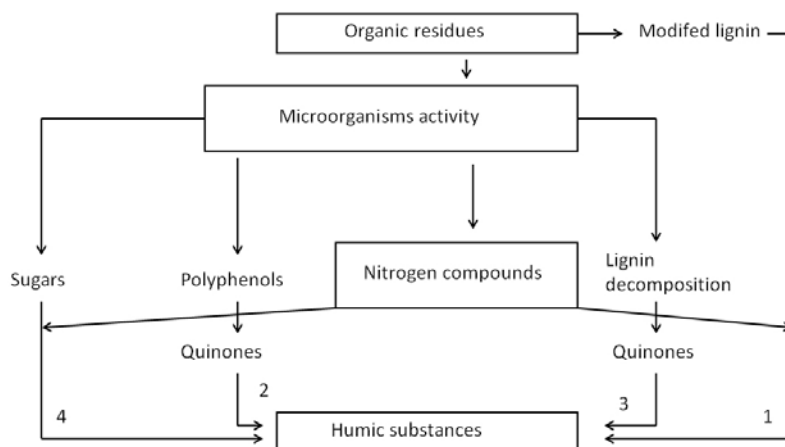 Organic residues
Modifed lignin
Microorganisms activity
Sugars
Polyphenols
Nitrogen compounds
Lignin
decomposition
Quinones
Quinones
4
2
3
1
Humic substances